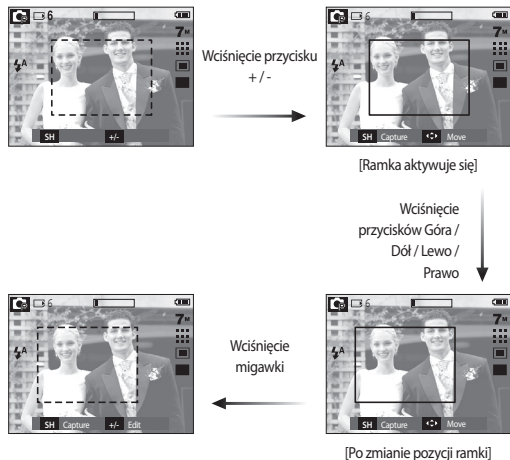 6
7M
A
SH +/-
Wciśnięcie przycisku
+ / -
6
7M
A
SH Capture Move
[Ramka aktywuje się]
Wciśnięcie
przycisków Góra /
Dół / Lewo /
Prawo
6
7M
A
SH Capture Move
[Po zmianie pozycji ramki]
Wciśnięcie
migawki
6
7M
A
SH Capture +/- Edit